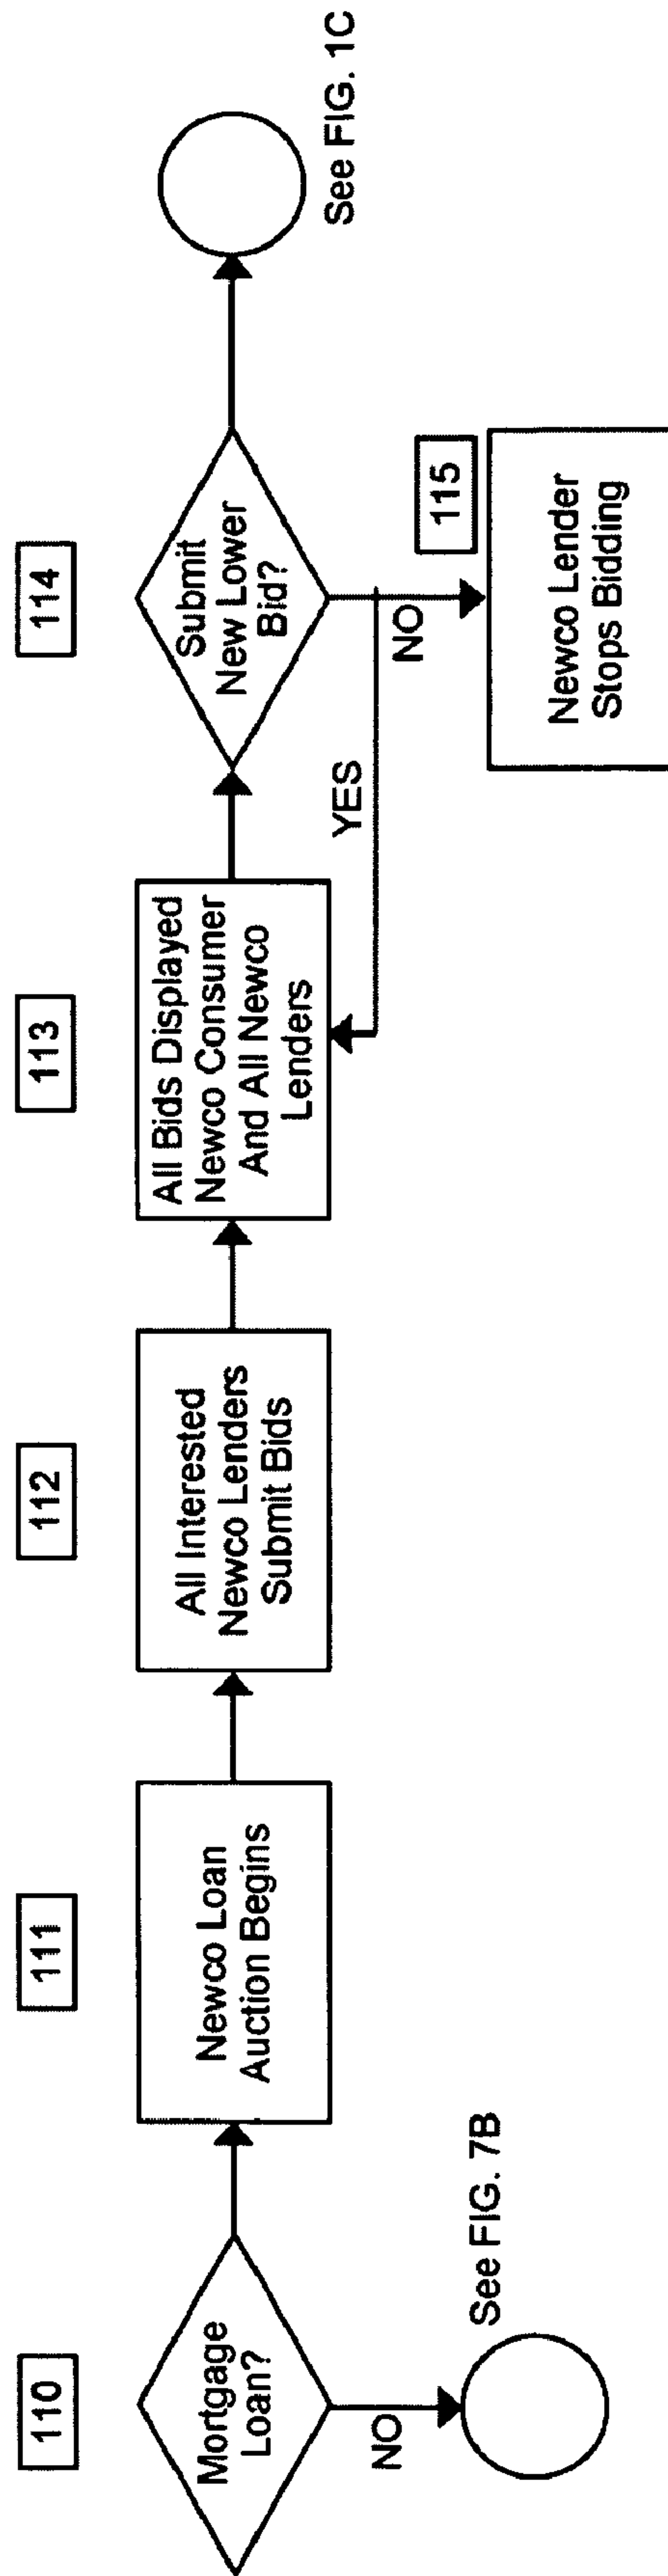 110
Mortgage
Loan?
NO
See FIG. 7B
111
Newco Loan
Auction Begins
112
All Interested
Newco Lenders
Submit Bids
113
All Bids Displayed
Newco Consumer
And All Newco
Lenders
YES
114
Submit
New Lower
Bid?
NO
115
Newco Lender
Stops Bidding
See FIG. 1C